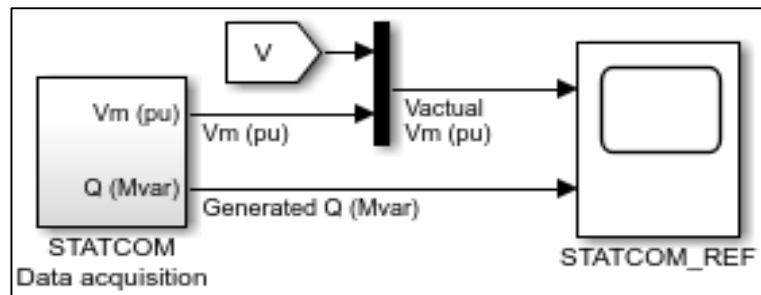 V
Vm (pu)
Vm (pu)
Vactual
Vm (pu)
Q (Mvar)
Generated Q (Mvar)
STATCOM
Data acquisition
STATCOM_REF